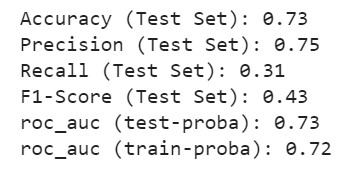 Accuracy (Test Set): 0.73
Precision (Test Set): 0.75
Recall (Test Set): 0.31
F1-Score (Test Set): 0.43
roc_auc (test-proba): 0.73
roc_auc (train-proba): 0.72